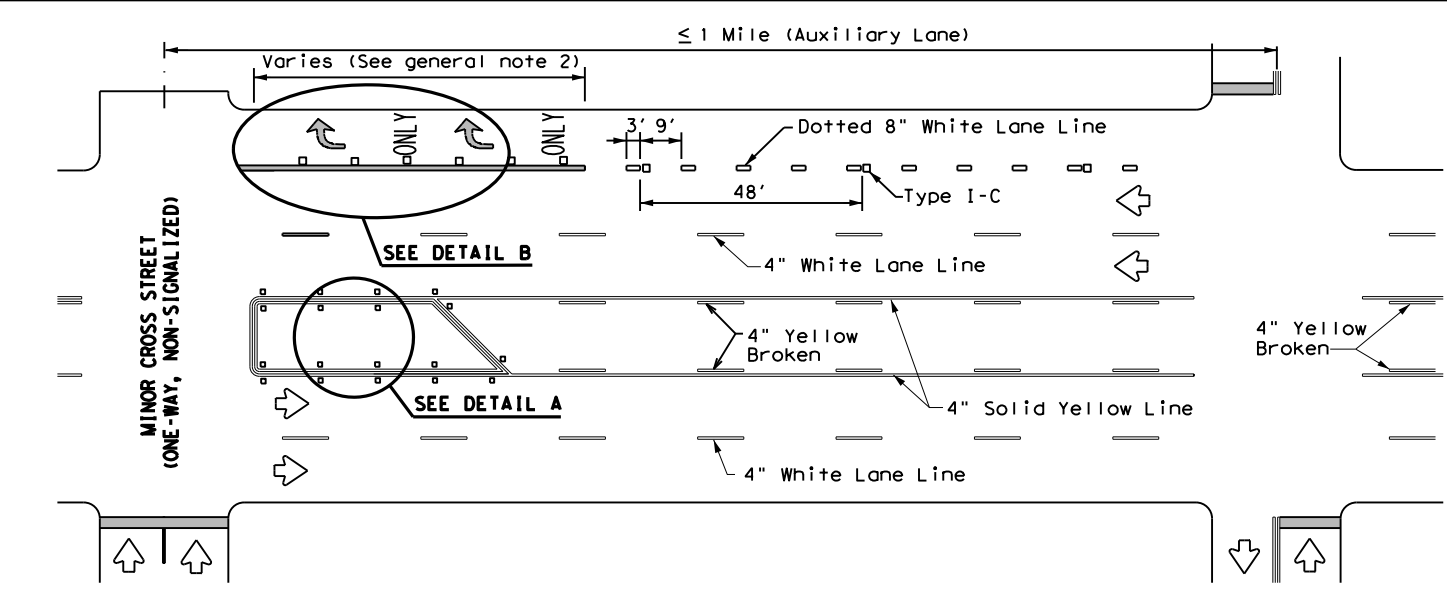 ≤ 1 Mile (Auxiliary Lane)
Varies (See general note 2)
ONLY
ONLY
3' 9'
Dotted 8" White Lane Line
48'
Type I-C
SEE DETAIL B
4" White Lane Line
MINOR CROSS STREET
(ONE-WAY, NON-SIGNALIZED)
4" Yellow
Broken
4" Yellow
Broken
SEE DETAIL A
4" Solid Yellow Line
4" White Lane Line